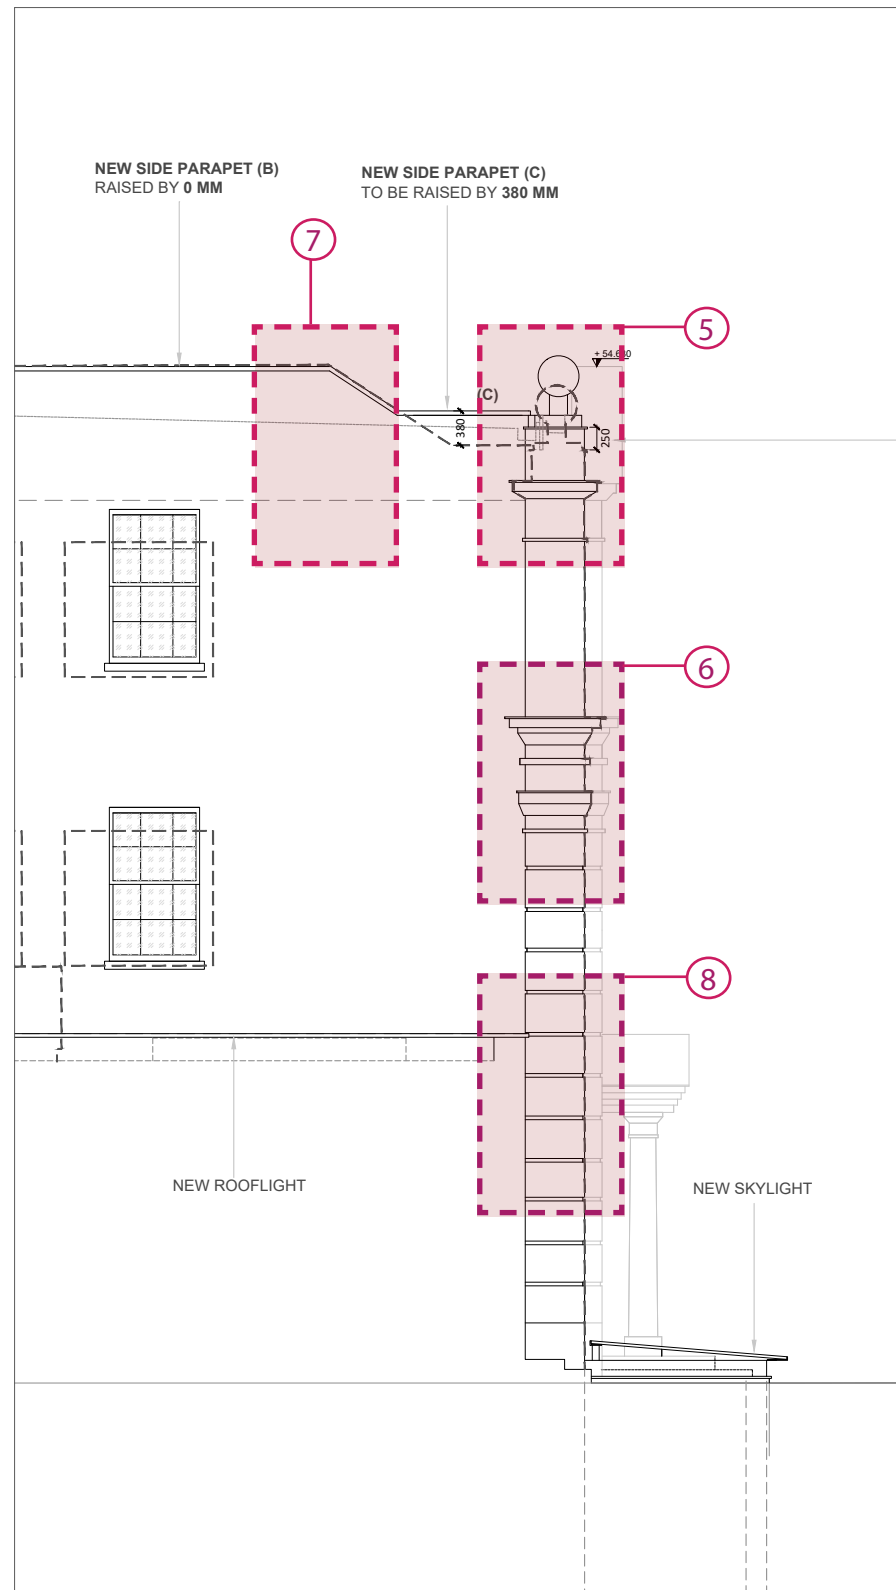 NEW SIDE PARAPET (B)
RAISED BY 0 MM
NEW SIDE PARAPET (C)
TO BE RAISED BY 380 MM
7
5
(C)
380
250
6
8
NEW ROOFLIGHT
NEW SKYLIGHT